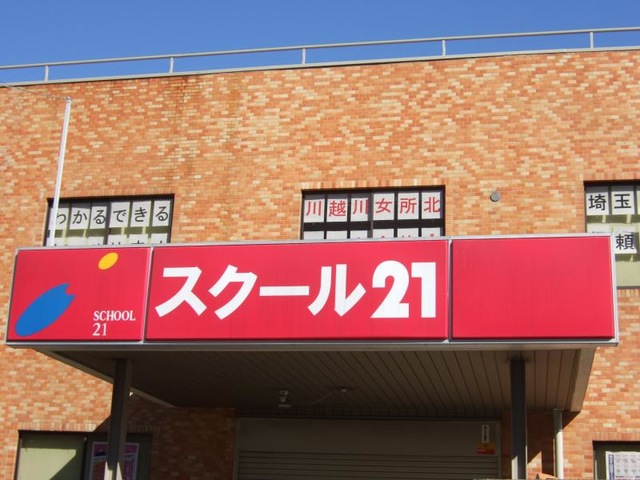 わかるできる
川越川女所北
埼玉
頼
SCHOOL
21
スクール21